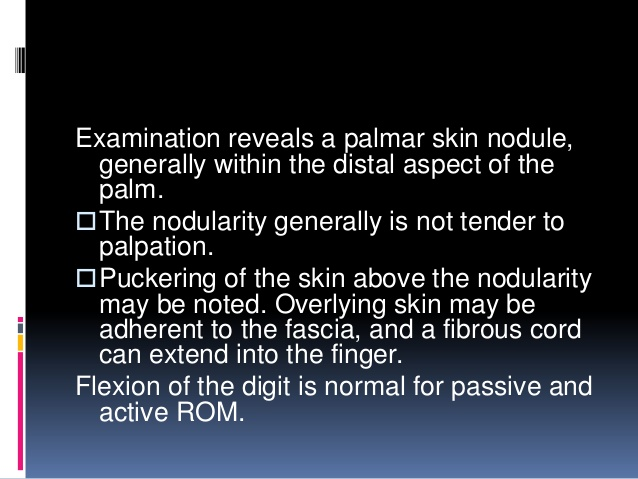 Examination reveals a palmar skin nodule,
generally within the distal aspect of the
palm.
The nodularity generally is not tender to
palpation.
Puckering of the skin above the nodularity
may be noted. Overlying skin may be
adherent to the fascia, and a fibrous cord
can extend into the finger.
Flexion of the digit is normal for passive and
active ROM.